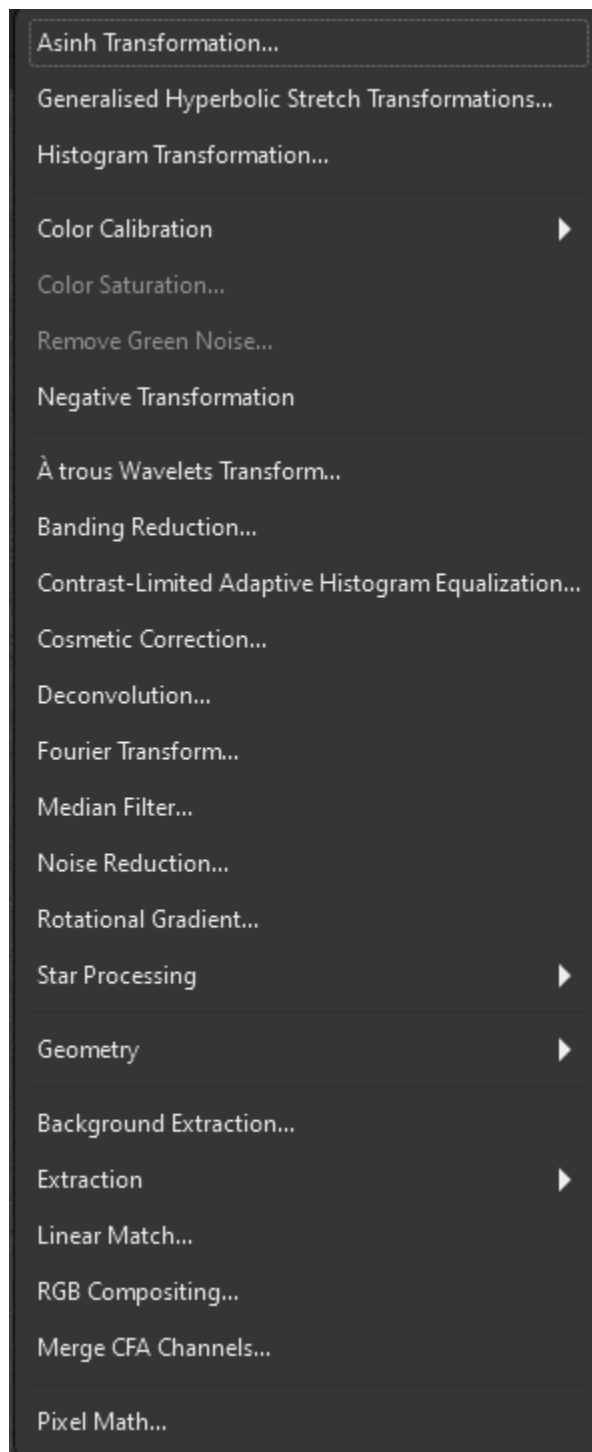 Asinh Transformation...
Generalised Hyperbolic Stretch Transformations...
Histogram Transformation...
Color Calibration
Color Saturation...
Remove Green Noise...
Negative Transformation
À trous Wavelets Transform...
Banding Reduction...
Contrast-Limited Adaptive Histogram Equalization...
Cosmetic Correction...
Deconvolution...
Fourier Transform...
Median Filter...
Noise Reduction...
Rotational Gradient...
Star Processing
Geometry
Background Extraction...
Extraction
Linear Match...
RGB Compositing...
Merge CFA Channels...
Pixel Math...